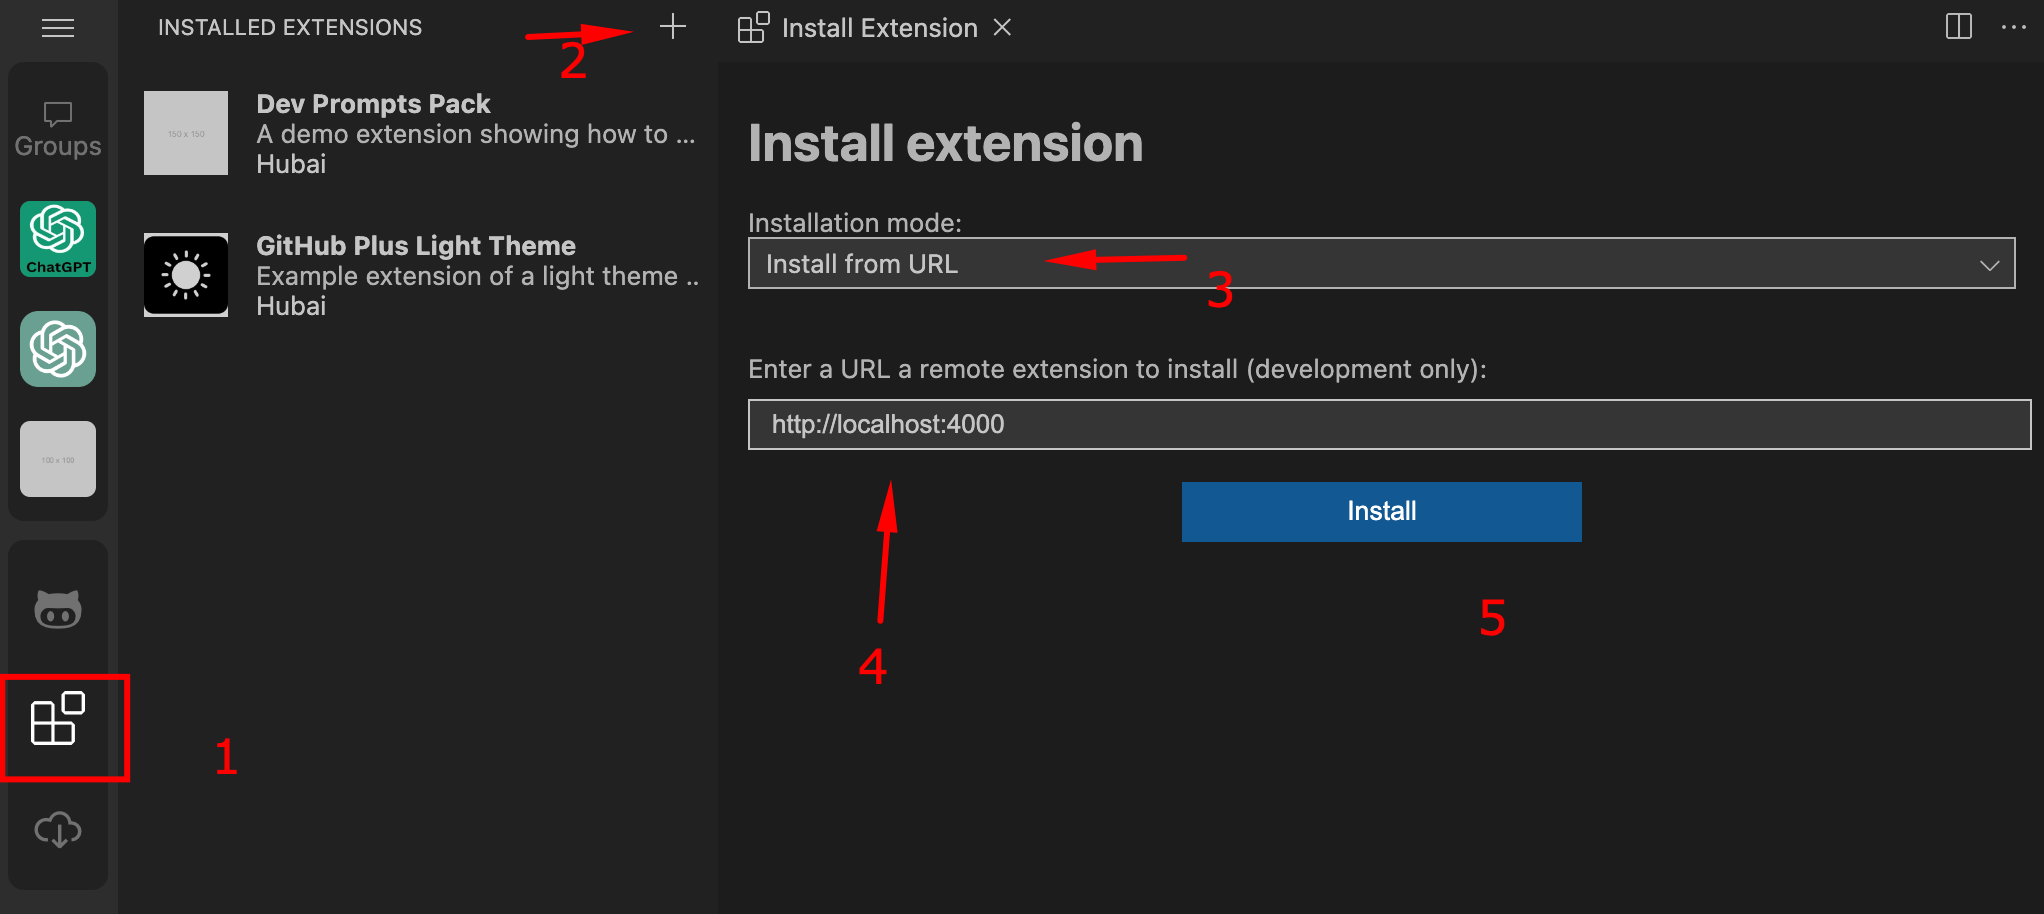 INSTALLED EXTENSIONS
2
Install Extension
Groups
150 x 150
Dev Prompts Pack
A demo extension showing how to ...
Hubai
ChatGPT
GitHub Plus Light Theme
Example extension of a light theme ..
Hubai
100 x 100
1
Install extension
Installation mode:
Install from URL
3
Enter a URL a remote extension to install (development only):
http://localhost:4000
Install
4
5